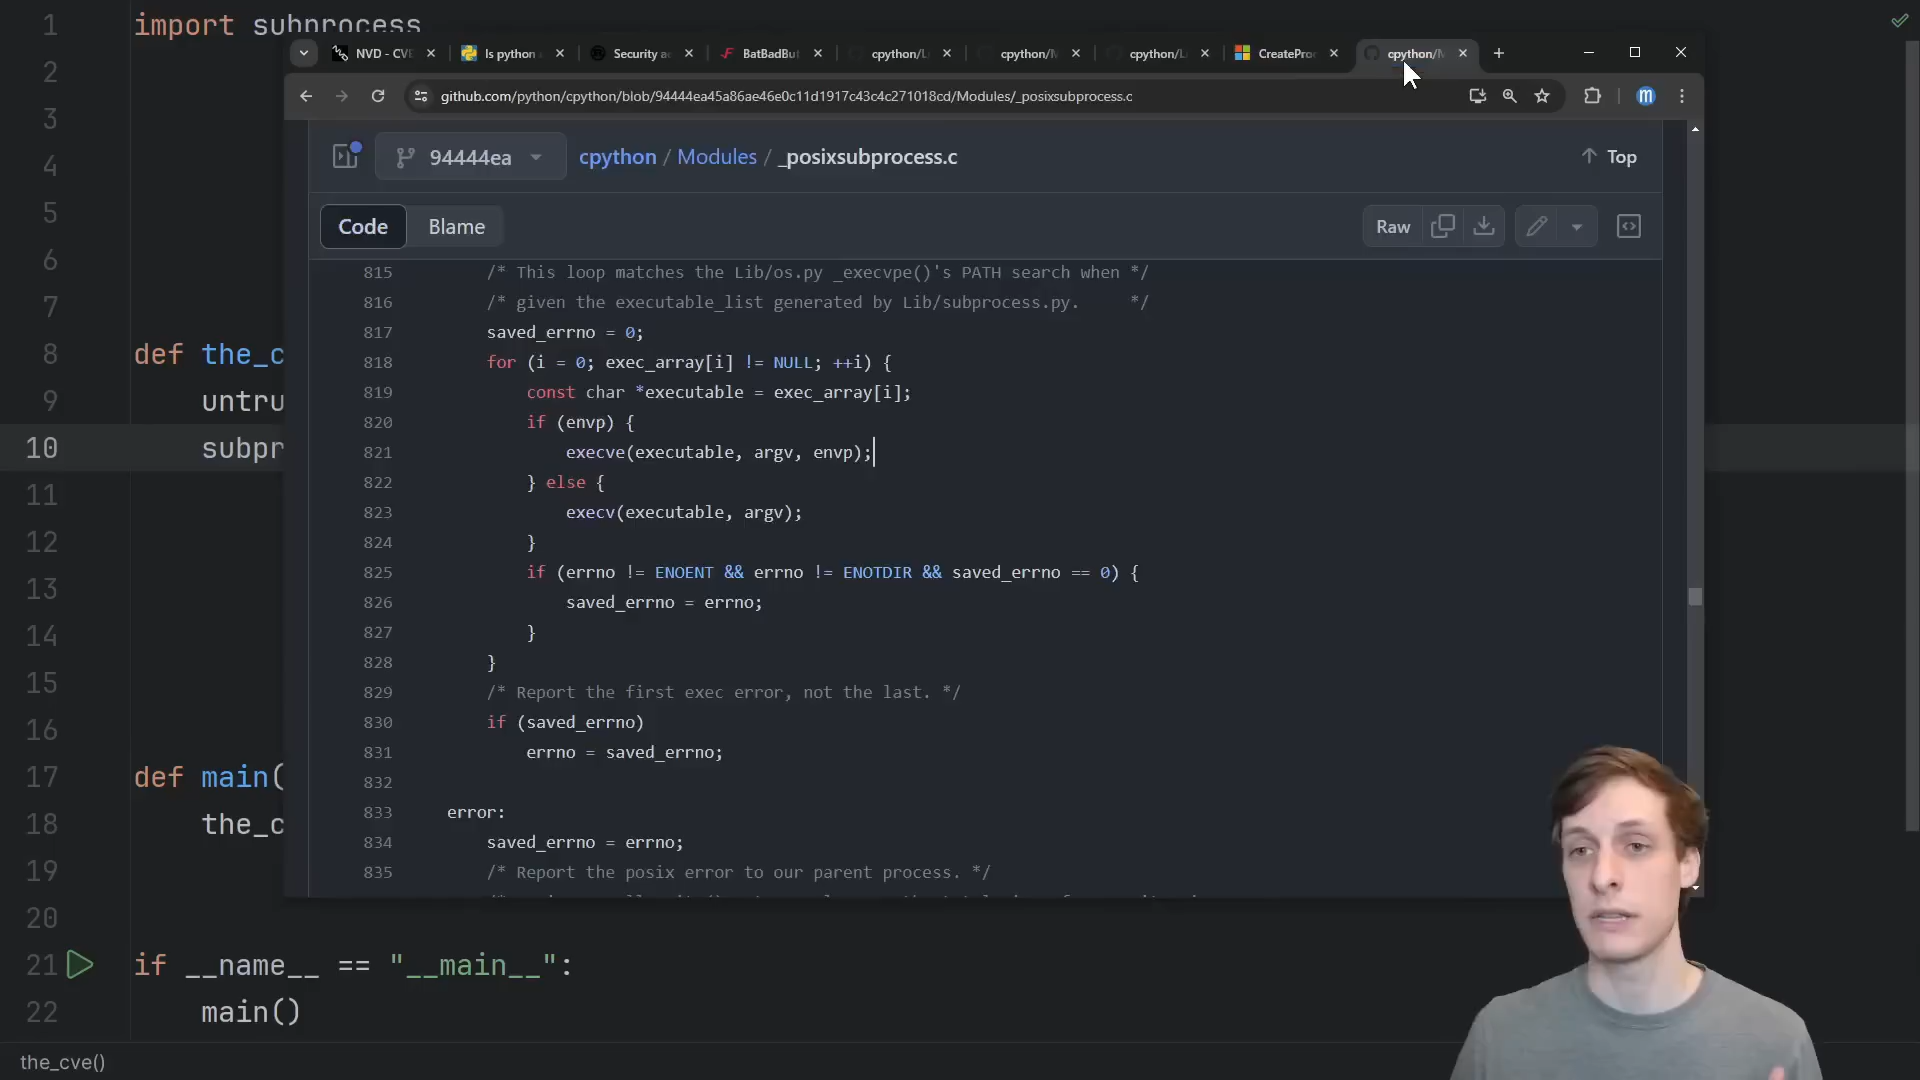 1 import subprocess
NVD - CVE
Is python
Security a
BatBadBut
cpython/L
cpython/M
cpython/L
CreateProc
cpython/M
github.com/python/cpython/blob/94444ea45a86ae46e0c11d1917c43c4c271018cd/Modules/_posixsubprocess.c
m
94444ea cpython / Modules / _posixsubprocess.c
Top
Code Blame
Raw
815 /* This loop matches the Lib/os.py _execvpe()'s PATH search when */
816 /* given the executable_list generated by Lib/subprocess.py. */
817 saved_errno = 0;
818 for (i = 0; exec_array[i] != NULL; ++i) {
819 const char *executable = exec_array[i];
820 if (envp) {
821 execve(executable, argv, envp);
822 } else {
823 execv(executable, argv);
824 }
825 if (errno != ENOENT && errno != ENOTDIR && saved_errno == 0) {
826 saved_errno = errno;
827 }
828 }
829 /* Report the first exec error, not the last. */
830 if (saved_errno)
831 errno = saved_errno;
832
833 error:
834 saved_errno = errno;
835 /* Report the posix error to our parent process. */
2
3
4
5
6
7
8 def the_c
9 untru
10 subpr
11
12
13
14
15
16
17 def main(
18 the_c
19
20
21 if __name__ == "__main__":
22 main()
the_cve()